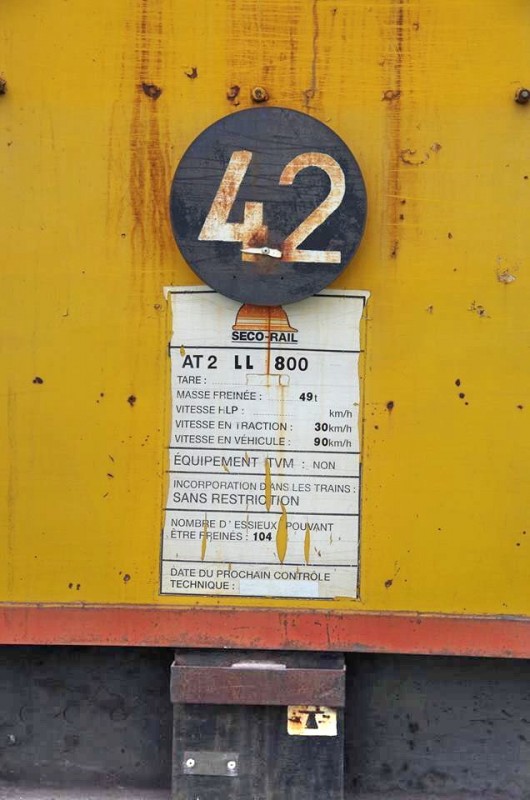 42
SECO-RAIL
AT2 LL 800
TARE :
MASSE FREINÉE : 49t
VITESSE HLP : km/h
VITESSE EN TRACTION : 30km/h
VITESSE EN VÉHICULE : 90km/h
ÉQUIPEMENT TVM : NON
INCORPORATION DANS LES TRAINS :
SANS RESTRICTION
NOMBRE D'ESSIEUX POUVANT
ÊTRE FREINÉS : 104
DATE DU PROCHAIN CONTRÔLE
TECHNIQUE :